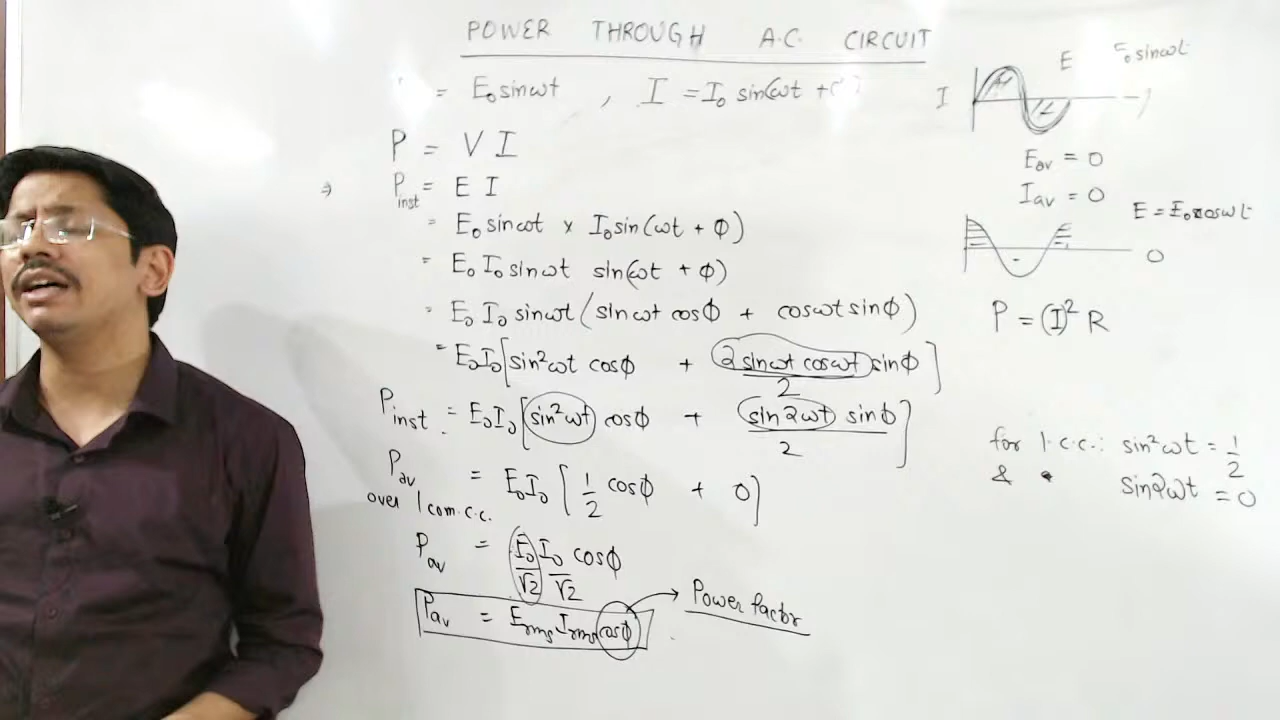 POWER THROUGH A.C. CIRCUIT
= E₀ sinωt , I = I₀ sin(ωt +
P = V I
⇒ P_inst = E I
= E₀ sinωt × I₀ sin(ωt + φ)
= E₀ I₀ sinωt sin(ωt + φ)
= E₀ I₀ sinωt (sinωt cosφ + cosωt sinφ)
= E₀I₀ [sin²ωt cosφ + 2 sinωt cosωt/2 sinφ]
P_inst = E₀I₀ [sin²ωt cosφ + sin2ωt sinφ/2]
P_av over 1 com.c.c. = E₀I₀ [1/2 cosφ + 0]
P_av = E₀/√2 I₀/√2 cosφ
P_av = E_rms I_rms cosφ → Power factor
E₀ sinωt
E
I
E_av = 0
I_av = 0
E = E₀ cosωt
0
P = (I)² R
for 1.c.c.: sin²ωt = 1/2
& sin2ωt = 0